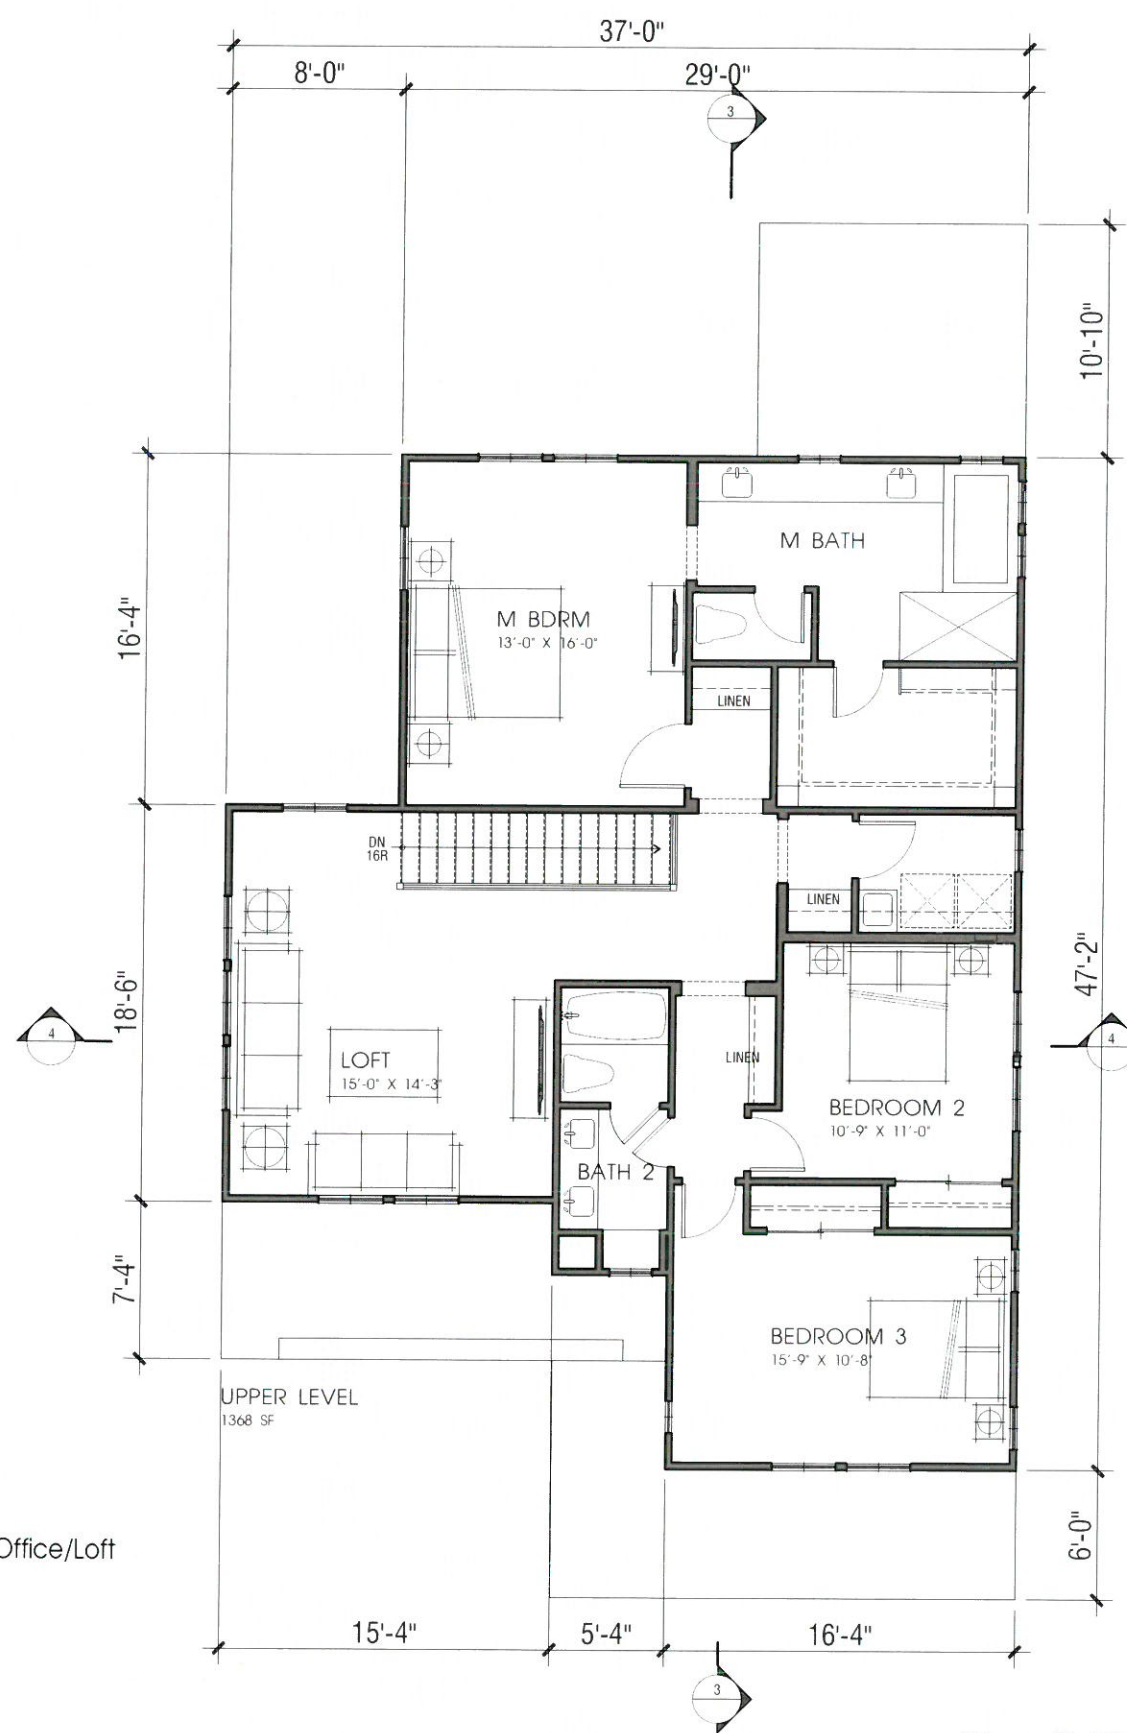 37'-0"
8'-0"
29'-0"
3
10'-10"
M BATH
16'-4"
M BDRM
13'-0" X 16'-0"
LINEN
DN
16R
LINEN
18'-6"
47'-2"
4
4
LOFT
15'-0" X 14'-3"
LINEN
BEDROOM 2
10'-9" X 11'-0"
BATH 2
7'-4"
BEDROOM 3
15'-9" X 10'-8"
UPPER LEVEL
1368 SF
Office/Loft
6'-0"
15'-4"
5'-4"
16'-4"
3